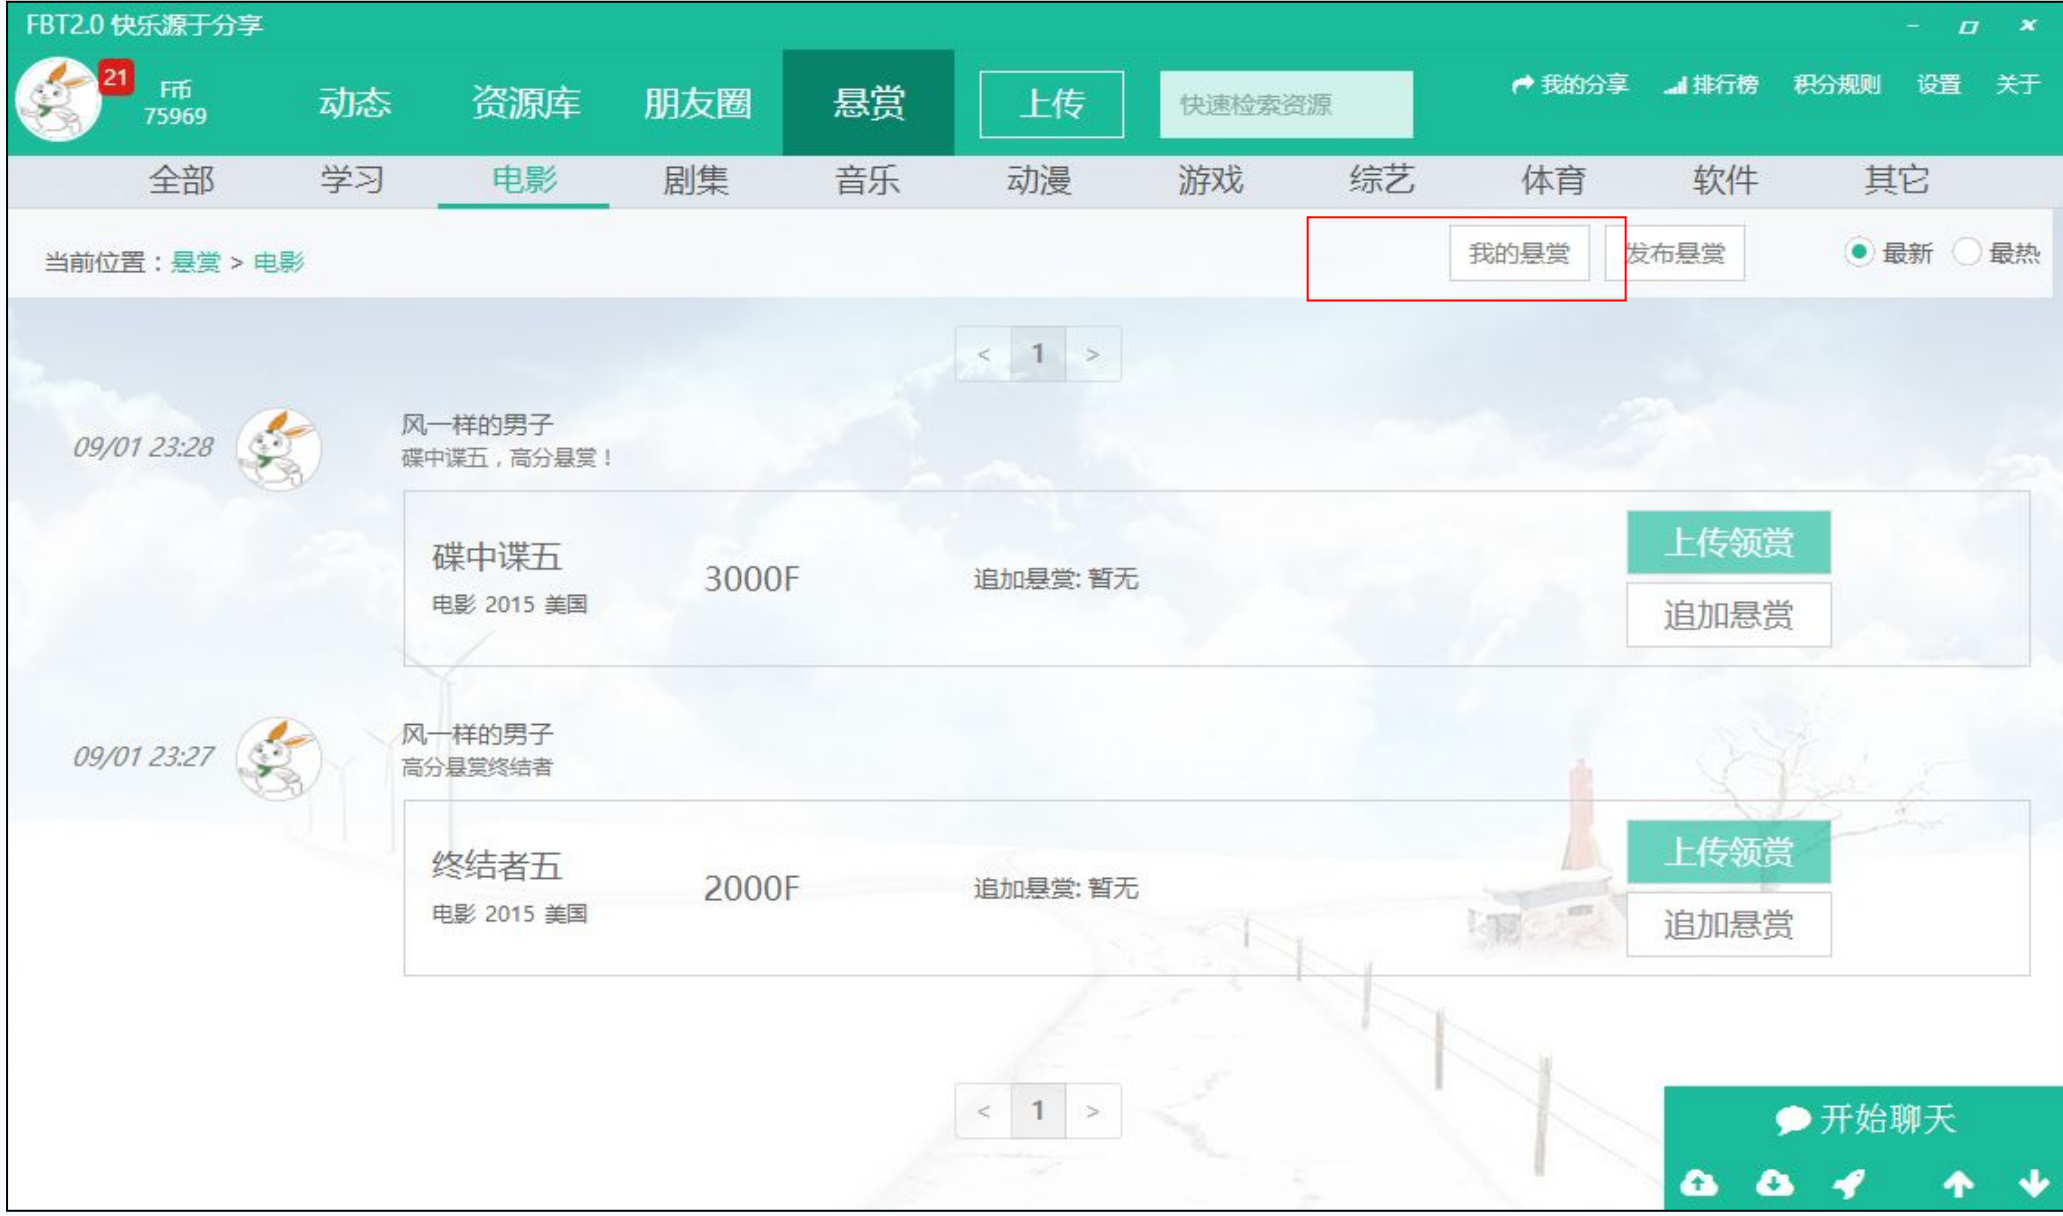 FBT2.0 快乐源于分享
21
F币
75969
动态 资源库 朋友圈 悬赏 上传 快速检索资源 我的分享 排行榜 积分规则 设置 关于
全部 学习 电影 剧集 音乐 动漫 游戏 综艺 体育 软件 其它
当前位置：悬赏 > 电影 我的悬赏 发布悬赏 最新 最热
< 1 >
09/01 23:28
风一样的男子
碟中谍五，高分悬赏！
碟中谍五
电影 2015 美国
3000F
追加悬赏: 暂无
上传领赏
追加悬赏
09/01 23:27
风一样的男子
高分悬赏终结者
终结者五
电影 2015 美国
2000F
追加悬赏: 暂无
上传领赏
追加悬赏
< 1 >
开始聊天